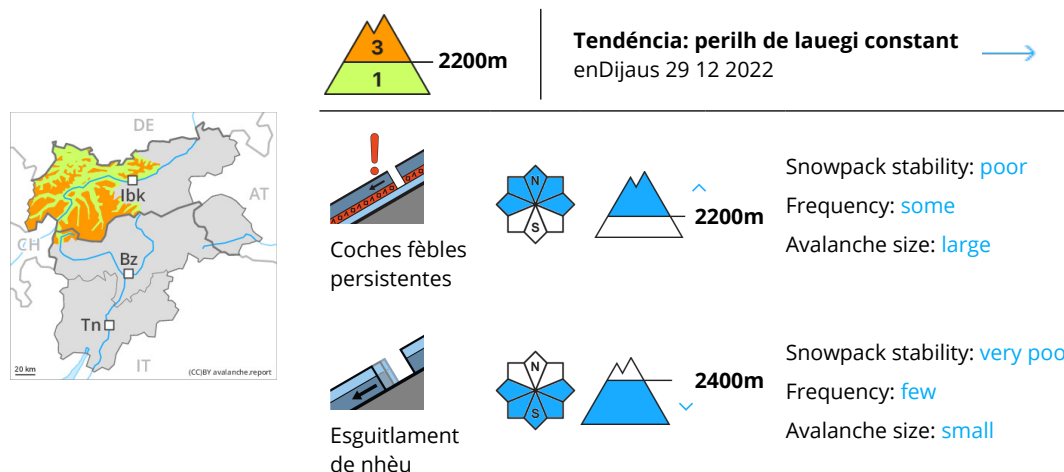 3
1
2200m
Tendéncia: perilh de lauegi constant
enDijaus 29 12 2022
DE
Ibk
AT
CH
Bz
Tn
IT
20 km
(CC)BY avalanche.report
Coches fèbles
persistentes
N
S
2200m
Snowpack stability: poor
Frequency: some
Avalanche size: large
Esguitlament
de nhèu
N
S
2400m
Snowpack stability: very poo
Frequency: few
Avalanche size: small